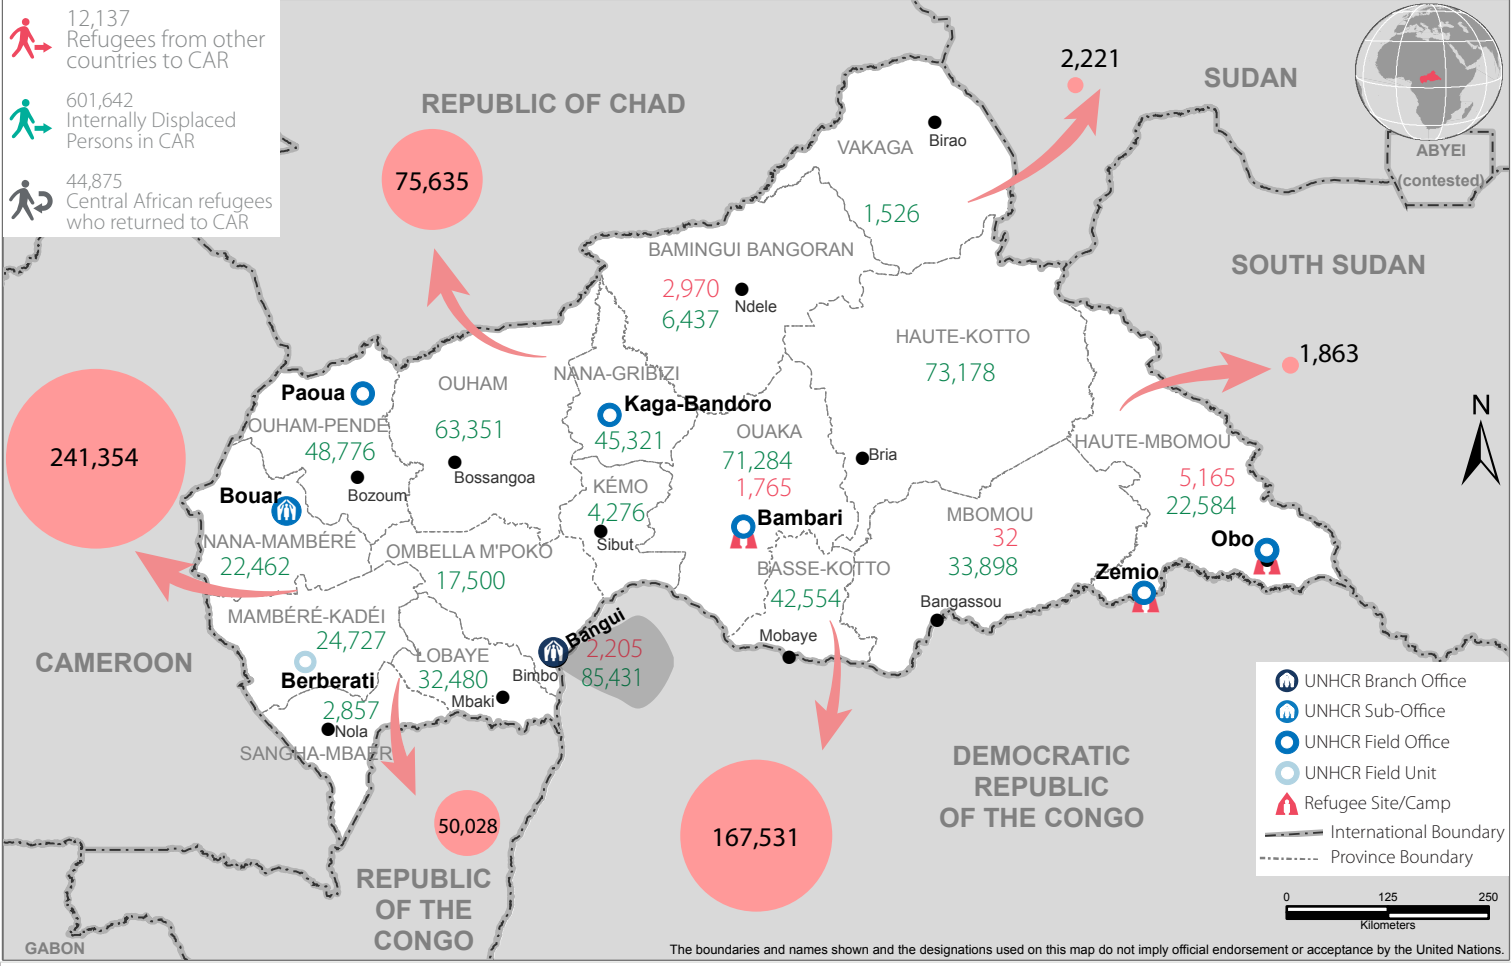 12,137
Refugees from other
countries to CAR
601,642
Internally Displaced
Persons in CAR
44,875
Central African refugees
who returned to CAR
REPUBLIC OF CHAD
75,635
2,221
SUDAN
ABYEI
(contested)
VAKAGA
Birao
1,526
BAMINGUI BANGORAN
2,970
6,437
Ndele
SOUTH SUDAN
1,863
HAUTE-KOTTO
73,178
N
241,354
Paoua
OUHAM-PENDÉ
48,776
Bozoum
OUHAM
63,351
Bossangoa
NANA-GRIBIZI
Kaga-Bandoro
45,321
OUAKA
71,284
1,765
Bambari
Bria
HAUTE-MBOMOU
5,165
22,584
Obo
Zemio
Bouar
NANA-MAMBÉRÉ
22,462
KÉMO
4,276
Sibut
OMBELLA M'POKO
17,500
MBOMOU
32
33,898
Bangassou
BASSE-KOTTO
42,554
Mobaye
CAMEROON
MAMBÉRÉ-KADÉI
24,727
Berberati
LOBAYE
32,480
Mbaki
Bimbo
Bangui
2,205
85,431
2,857
Nola
SANGHA-MBAER
50,028
REPUBLIC
OF THE
CONGO
167,531
DEMOCRATIC
REPUBLIC
OF THE CONGO
GABON
UNHCR Branch Office
UNHCR Sub-Office
UNHCR Field Office
UNHCR Field Unit
Refugee Site/Camp
International Boundary
Province Boundary
0 125 250
Kilometers
The boundaries and names shown and the designations used on this map do not imply official endorsement or acceptance by the United Nations.